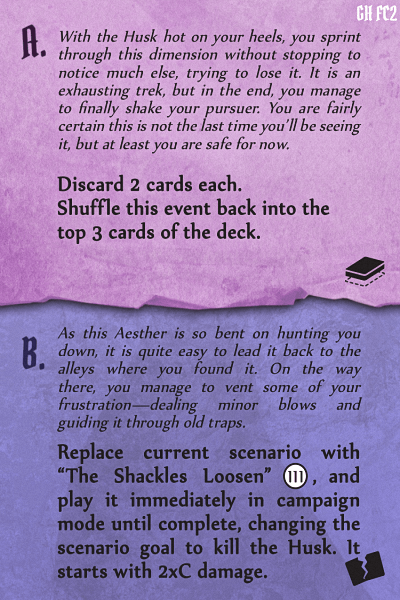 GH FC2
A. With the Husk hot on your heels, you sprint
through this dimension without stopping to
notice much else, trying to lose it. It is an
exhausting trek, but in the end, you manage
to finally shake your pursuer. You are fairly
certain this is not the last time you'll be seeing
it, but at least you are safe for now.
Discard 2 cards each.
Shuffle this event back into the
top 3 cards of the deck.
B. As this Aesther is so bent on hunting you
down, it is quite easy to lead it back to the
alleys where you found it. On the way
there, you manage to vent some of your
frustration—dealing minor blows and
guiding it through old traps.
Replace current scenario with
“The Shackles Loosen” 111, and
play it immediately in campaign
mode until complete, changing the
scenario goal to kill the Husk. It
starts with 2xC damage.